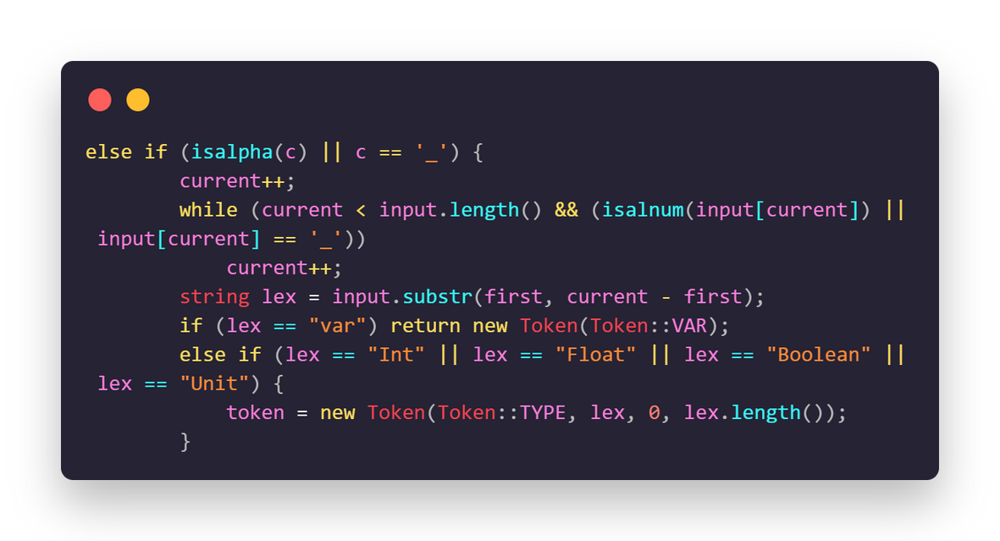 else if (isalpha(c) || c == '_') {
        current++;
        while (current < input.length() && (isalnum(input[current]) ||
 input[current] == '_'))
            current++;
        string lex = input.substr(first, current - first);
        if (lex == "var") return new Token(Token::VAR);
        else if (lex == "Int" || lex == "Float" || lex == "Boolean" ||
 lex == "Unit") {
            token = new Token(Token::TYPE, lex, 0, lex.length());
        }